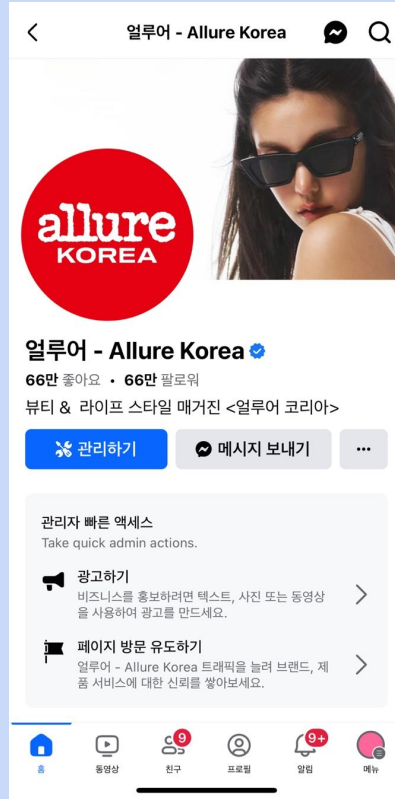 얼루어 - Allure Korea
allure
KOREA
얼루어 - Allure Korea
66만 좋아요 • 66만 팔로워
뷰티 & 라이프 스타일 매거진 <얼루어 코리아>
관리하기
메시지 보내기
관리자 빠른 액세스
Take quick admin actions.
광고하기
비즈니스를 홍보하려면 텍스트, 사진 또는 동영상
을 사용하여 광고를 만드세요.
페이지 방문 유도하기
얼루어 - Allure Korea 트래픽을 늘려 브랜드, 제
품 서비스에 대한 신뢰를 쌓아보세요.
9
9+
홈
동영상
친구
프로필
알림
메뉴